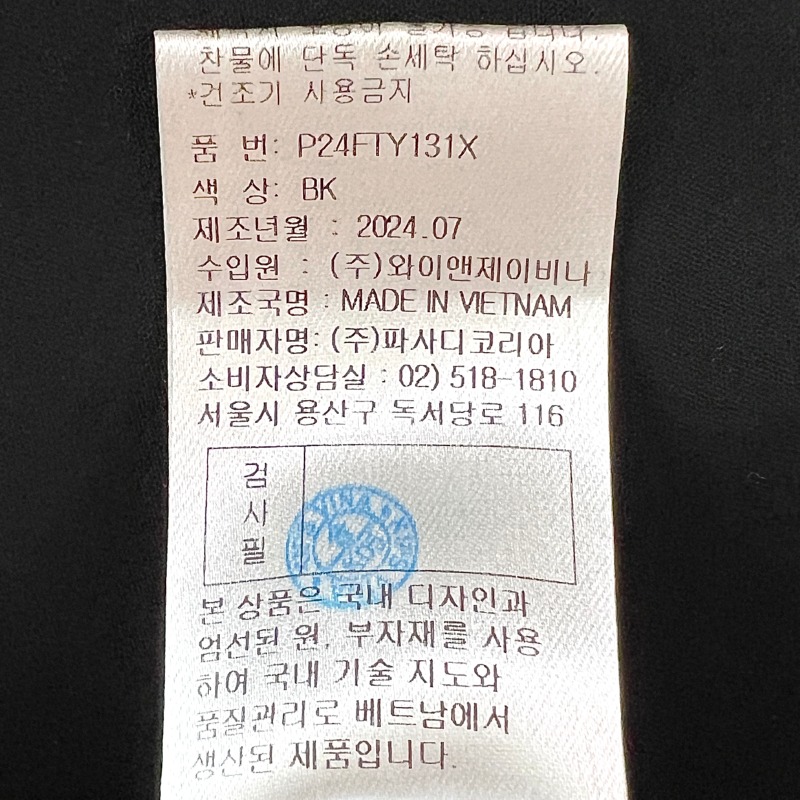 찬물에 단독 손세탁 하십시오.
*건조기 사용금지
품 번: P24FTY131X
색 상: BK
제조년월 : 2024.07
수입원 : (주)와이앤제이비나
제조국명 : MADE IN VIETNAM
판매자명: (주)파사디코리아
소비자상담실 : 02) 518-1810
서울시 용산구 독서당로 116
검
사
필
본 상품은 국내 디자인과
엄선된 원, 부자재를 사용
하여 국내 기술 지도와
품질관리로 베트남에서
생산된 제품입니다.